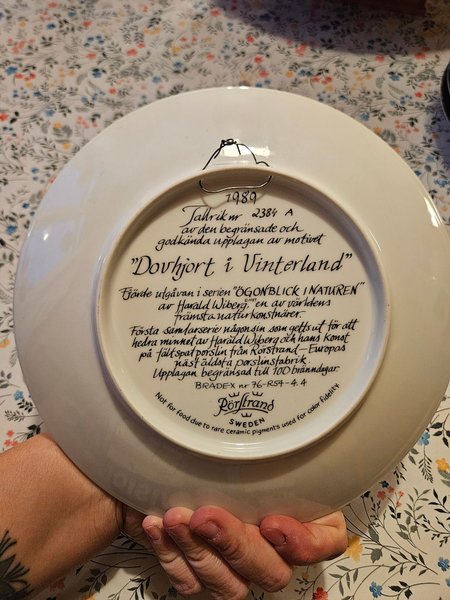 1989
Tallrik nr 2384 A
av den begränsade och
godkända upplagan av motivet
"Dovhjort i Vinterland"
Fjärde utgåvan i serien "ÖGONBLICK I NATUREN"
av Harald Wiberg, en av världens
främsta naturkonstnärer.
Första samlarserie någonsin som getts ut för att
hedra minnet av Harald Wiberg och hans konst
på fältspatporslin från Rörstrand—Europas
näst äldsta porslinsfabrik.
Upplagan begränsad till 100 bränndagar.
BRADEX nr 76-R54-4.4
Rörstrand
SWEDEN
Not for food due to rare ceramic pigments used for color fidelity.